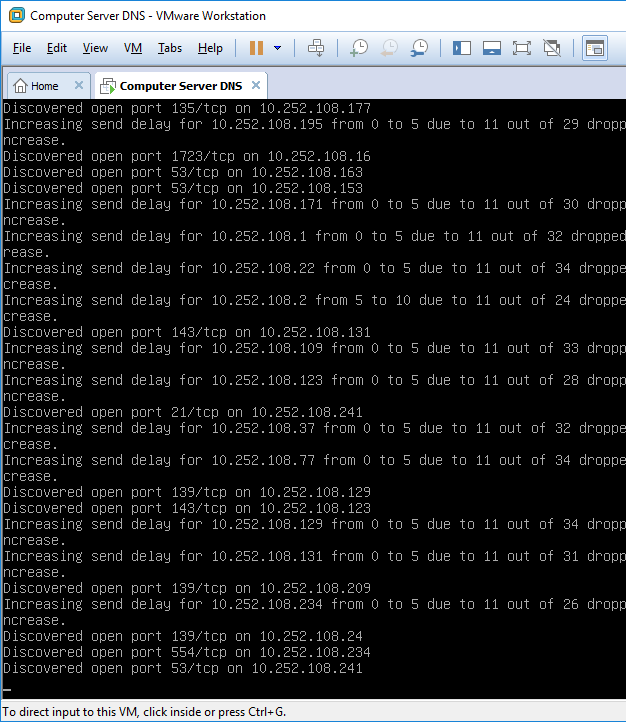 Computer Server DNS - VMware Workstation
File Edit View VM Tabs Help
Home Computer Server DNS
Discovered open port 135/tcp on 10.252.108.177
Increasing send delay for 10.252.108.195 from 0 to 5 due to 11 out of 29 dropp
ncrease.
Discovered open port 1723/tcp on 10.252.108.16
Discovered open port 53/tcp on 10.252.108.163
Discovered open port 53/tcp on 10.252.108.153
Increasing send delay for 10.252.108.171 from 0 to 5 due to 11 out of 30 dropp
ncrease.
Increasing send delay for 10.252.108.1 from 0 to 5 due to 11 out of 32 dropped
rease.
Increasing send delay for 10.252.108.22 from 0 to 5 due to 11 out of 34 droppe
crease.
Increasing send delay for 10.252.108.2 from 5 to 10 due to 11 out of 24 droppe
crease.
Discovered open port 143/tcp on 10.252.108.131
Increasing send delay for 10.252.108.109 from 0 to 5 due to 11 out of 33 dropp
ncrease.
Increasing send delay for 10.252.108.123 from 0 to 5 due to 11 out of 28 dropp
ncrease.
Discovered open port 21/tcp on 10.252.108.241
Increasing send delay for 10.252.108.37 from 0 to 5 due to 11 out of 32 droppe
crease.
Increasing send delay for 10.252.108.77 from 0 to 5 due to 11 out of 34 droppe
crease.
Discovered open port 139/tcp on 10.252.108.129
Discovered open port 143/tcp on 10.252.108.123
Increasing send delay for 10.252.108.129 from 0 to 5 due to 11 out of 34 dropp
ncrease.
Increasing send delay for 10.252.108.131 from 0 to 5 due to 11 out of 31 dropp
ncrease.
Discovered open port 139/tcp on 10.252.108.209
Increasing send delay for 10.252.108.234 from 0 to 5 due to 11 out of 26 dropp
ncrease.
Discovered open port 139/tcp on 10.252.108.24
Discovered open port 554/tcp on 10.252.108.234
Discovered open port 53/tcp on 10.252.108.241
To direct input to this VM, click inside or press Ctrl+G.